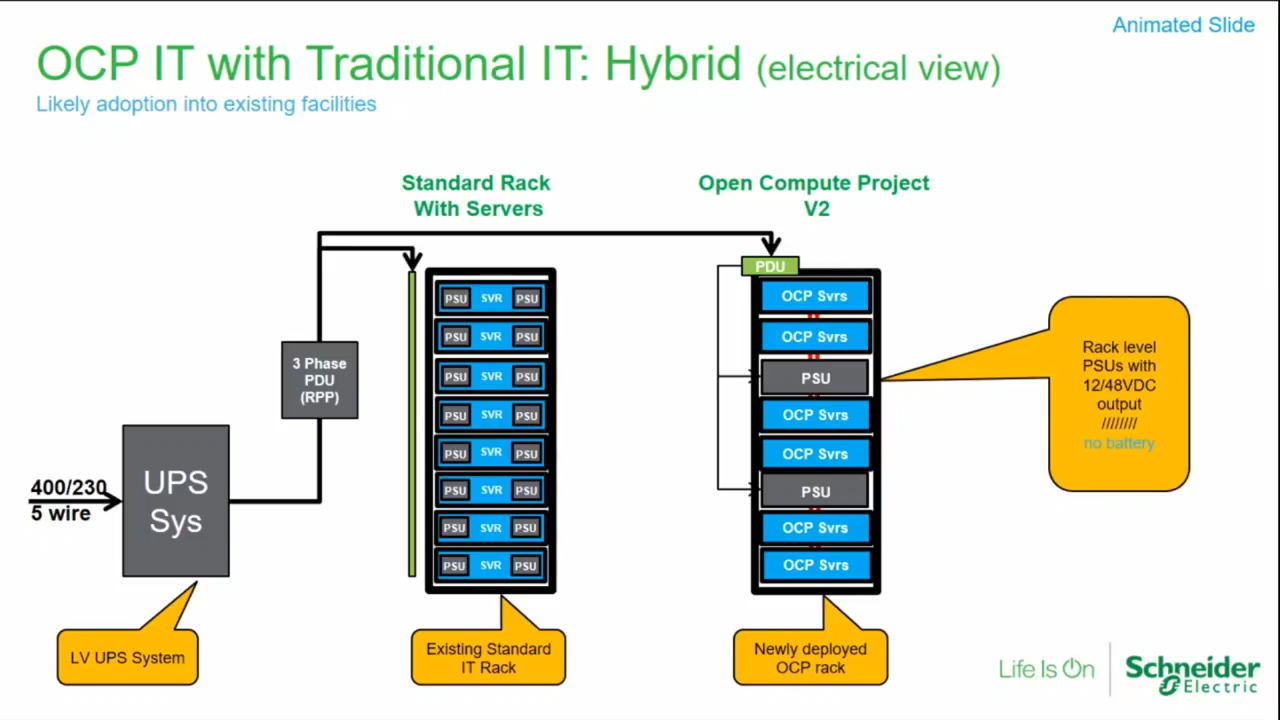 Animated Slide
OCP IT with Traditional IT: Hybrid (electrical view)
Likely adoption into existing facilities
Standard Rack
With Servers
Open Compute Project
V2
PDU
3 Phase
PDU
(RPP)
UPS
Sys
400/230
5 wire
LV UPS System
PSU SVR PSU
PSU SVR PSU
PSU SVR PSU
PSU SVR PSU
PSU SVR PSU
PSU SVR PSU
PSU SVR PSU
PSU SVR PSU
Existing Standard
IT Rack
OCP Svrs
OCP Svrs
PSU
OCP Svrs
OCP Svrs
PSU
OCP Svrs
OCP Svrs
Newly deployed
OCP rack
Rack level
PSUs with
12/48VDC
output
////////
no battery
Life Is On
Schneider
Electric